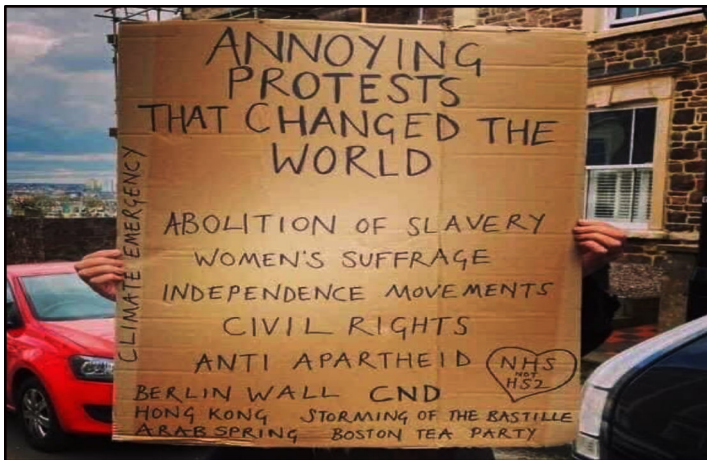 ANNOYING
PROTESTS
THAT CHANGED THE
WORLD
CLIMATE EMERGENCY
ABOLITION OF SLAVERY
WOMEN'S SUFFRAGE
INDEPENDENCE MOVEMENTS
CIVIL RIGHTS
ANTI APARTHEID
NHS
NOT
HS2
BERLIN WALL CND
HONG KONG STORMING OF THE BASTILLE
ARAB SPRING BOSTON TEA PARTY